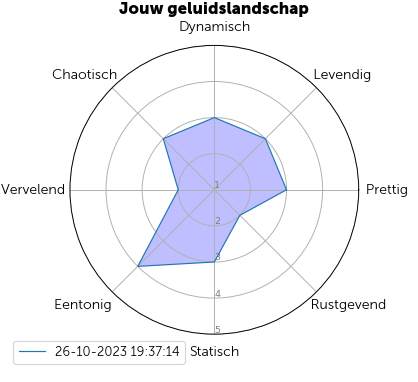 Jouw geluidslandschap
Dynamisch
Chaotisch
Levendig
Vervelend
Prettig
1
2
3
4
5
Eentonig
Rustgevend
Statisch
26-10-2023 19:37:14